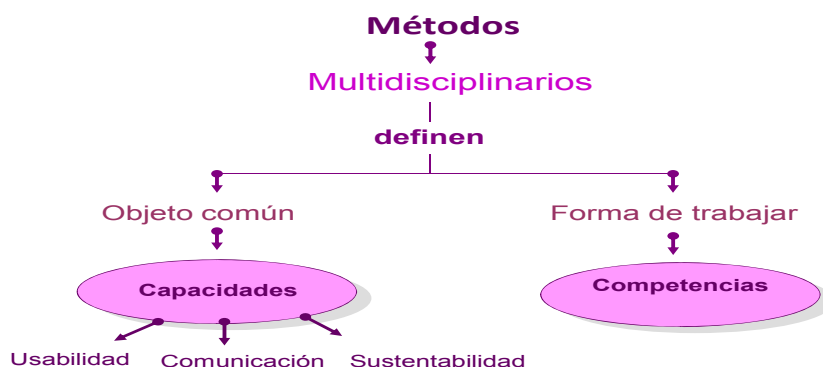 Métodos
Multidisciplinarios
definen
Objeto común
Forma de trabajar
Capacidades
Competencias
Usabilidad
Comunicación
Sustentabilidad